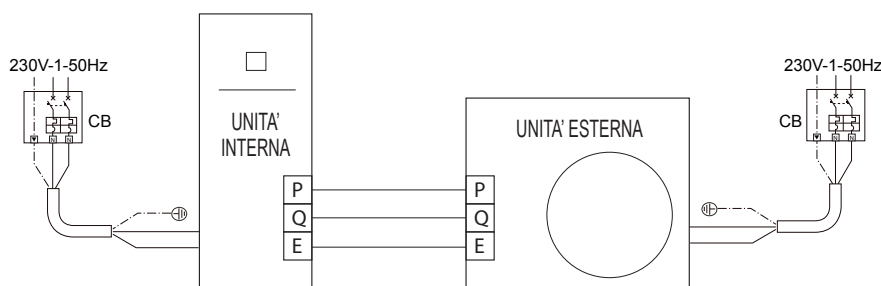 230V-1-50Hz
CB
UNITA'
INTERNA
P
Q
E
UNITA' ESTERNA
P
Q
E
230V-1-50Hz
CB